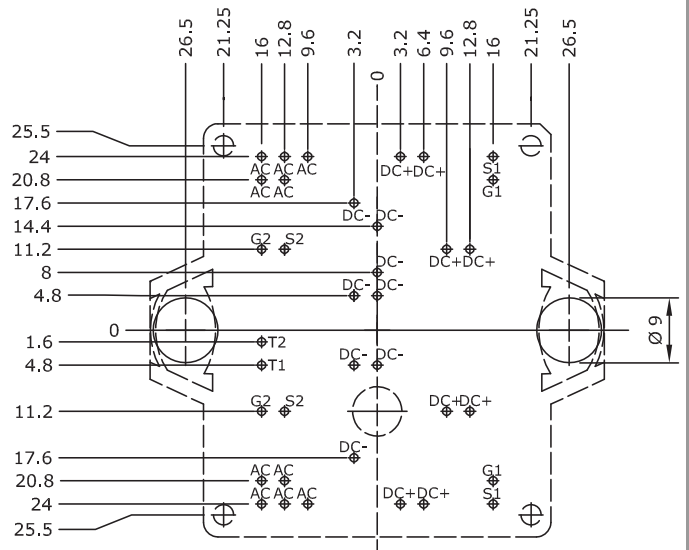 26.5
21.25
16
12.8
9.6
3.2
0
3.2
6.4
9.6
12.8
16
21.25
26.5
25.5
24
AC AC AC DC+ DC+ S1
20.8
AC AC G1
17.6
DC- DC-
14.4
11.2 G2 S2 DC+ DC+
8
DC-
4.8
DC- DC-
0
Ø 9
1.6 T2
4.8 T1
DC- DC-
11.2 G2 S2 DC+ DC+
17.6 DC-
20.8 AC AC G1
24 AC AC AC DC+ DC+ S1
25.5